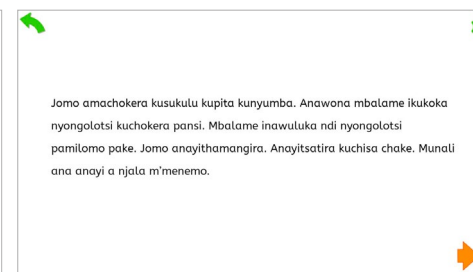 Jomo amachokera kusukulu kupita kunyumba. Anawona mbalame ikukoka
nyongolotsi kuchokera pansi. Mbalame inawuluka ndi nyongolotsi
pamilomo pake. Jomo anayithamangira. Anayitsatira kuchisa chake. Munali
ana anayi a njala m'menemo.